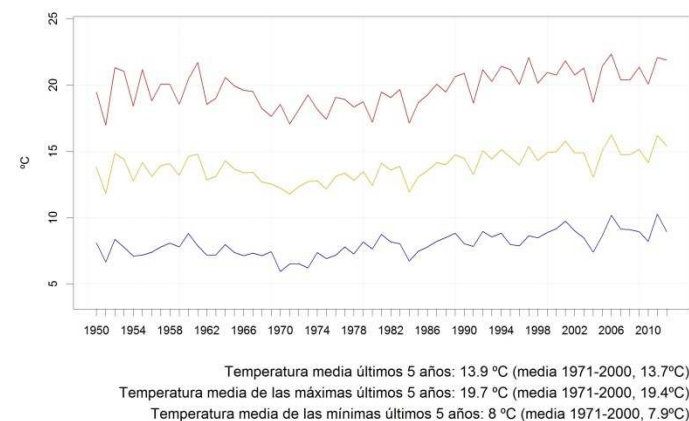 25
20
15
10
5
ºC
1950 1954 1958 1962 1966 1970 1974 1978 1982 1986 1990 1994 1998 2002 2006 2010
Temperatura media últimos 5 años: 13.9 ºC (media 1971-2000, 13.7ºC)
Temperatura media de las máximas últimos 5 años: 19.7 ºC (media 1971-2000, 19.4ºC)
Temperatura media de las mínimas últimos 5 años: 8 ºC (media 1971-2000, 7.9ºC)